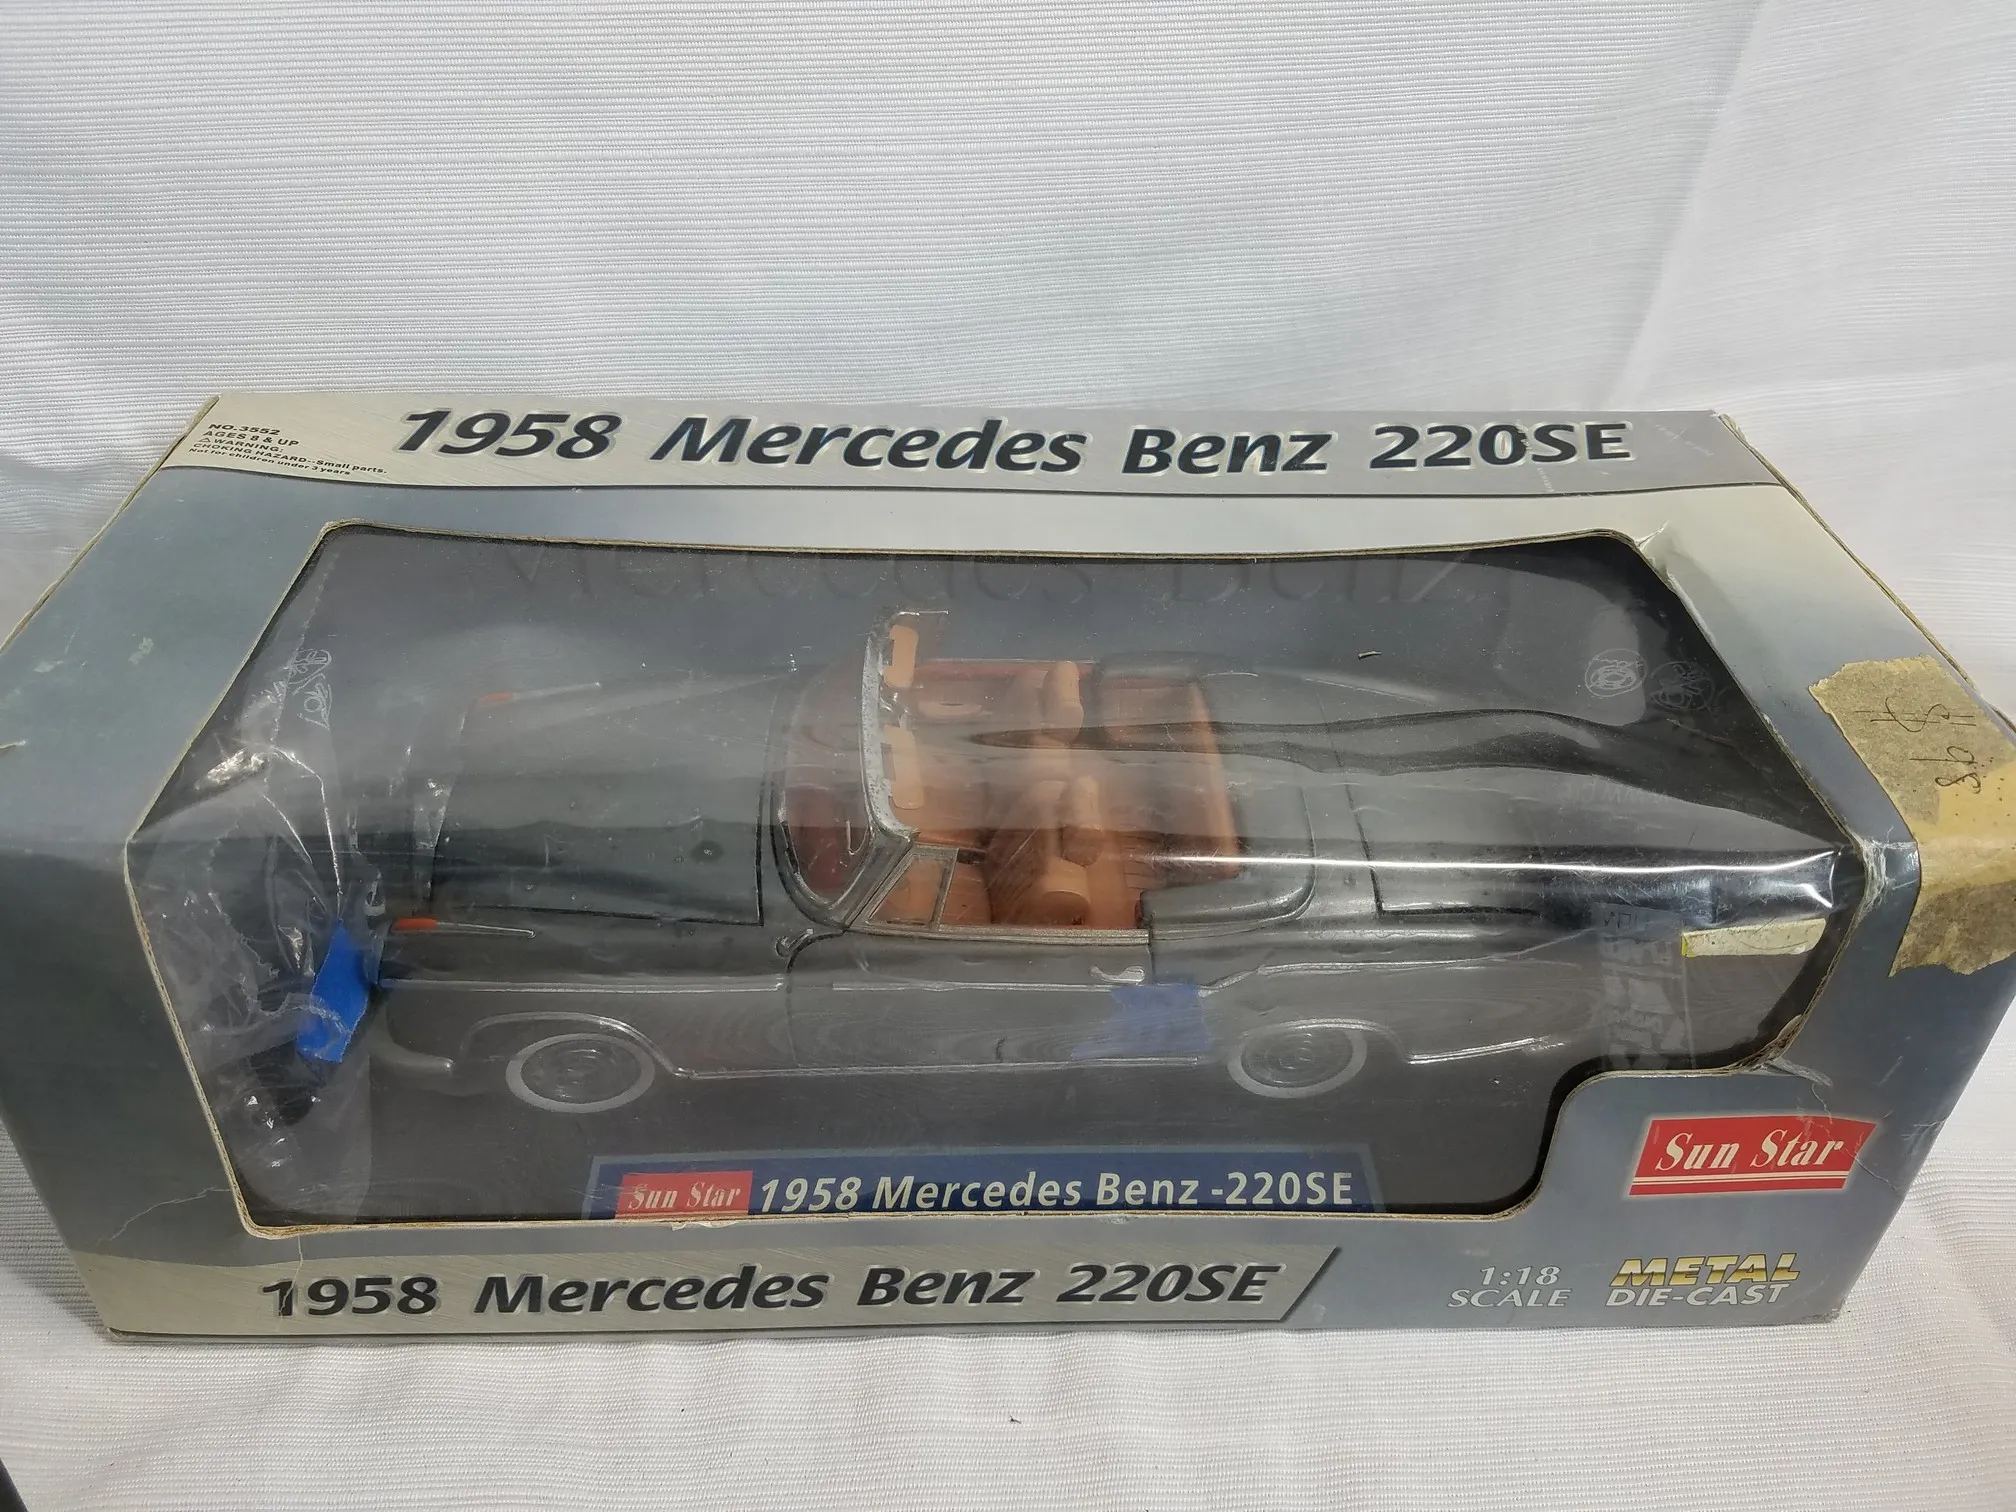 NO.3552
AGES 8 & UP
⚠WARNING:
CHOKING HAZARD--Small parts.
Not for children under 3 years
1958 Mercedes Benz 220SE
Mercedes Benz
Sun Star 1958 Mercedes Benz -220SE
Sun Star
1958 Mercedes Benz 220SE
1:18
SCALE
METAL
DIE-CAST